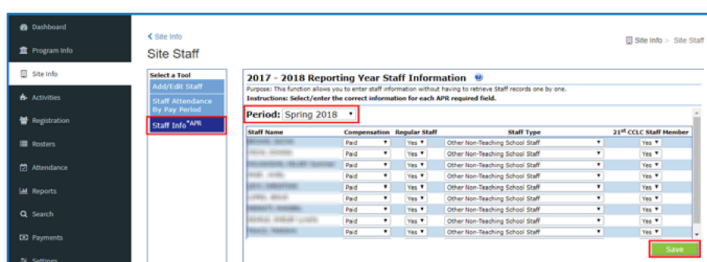 Dashboard
Program Info
Site Info
Activities
Registration
Rosters
Attendance
Reports
Search
Payments
Settings
Site Info
Site Info > Site Staff
Site Staff
Select a Tool
Add/Edit Staff
Staff Attendance
By Pay Period
Staff Info*APR
2017 - 2018 Reporting Year Staff Information
Purpose: This function allows you to enter staff information without having to retrieve Staff records one by one.
Instructions: Select/enter the correct information for each APR required field.
Period: Spring 2018
Staff Name Compensation Regular Staff Staff Type 21st CCLC Staff Member
Paid Yes Other Non-Teaching School Staff Yes
Paid Yes Other Non-Teaching School Staff Yes
Paid Yes Other Non-Teaching School Staff Yes
Paid Yes Other Non-Teaching School Staff Yes
Paid Yes Other Non-Teaching School Staff Yes
Paid Yes Other Non-Teaching School Staff Yes
Paid Yes Other Non-Teaching School Staff Yes
Paid Yes Other Non-Teaching School Staff Yes
Paid Yes Other Non-Teaching School Staff Yes
Save